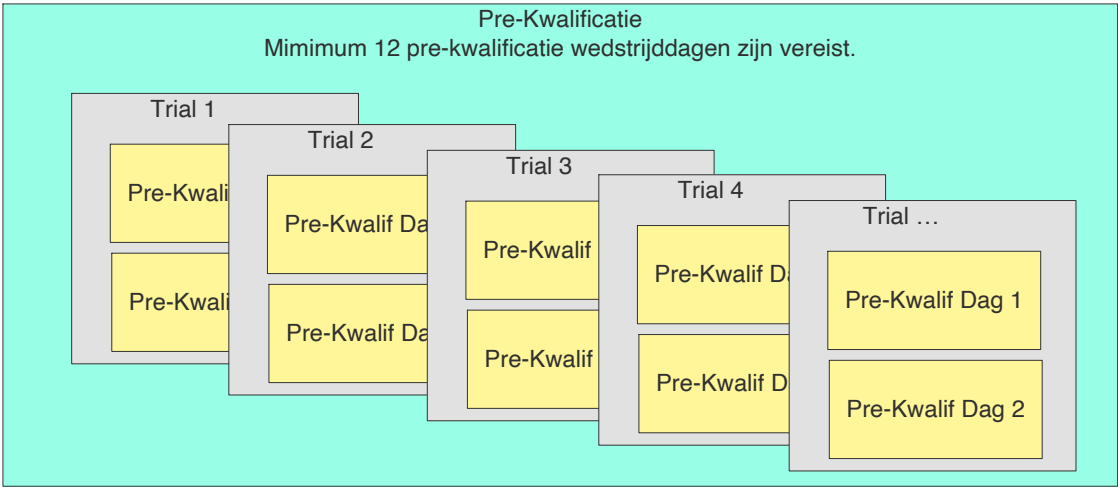 Pre-Kwalificatie
Mimimum 12 pre-kwalificatie wedstrijddagen zijn vereist.
Trial 1
Pre-Kwali
Pre-Kwali
Trial 2
Pre-Kwalif Da
Pre-Kwalif Da
Trial 3
Pre-Kwalif
Pre-Kwalif
Trial 4
Pre-Kwalif D
Pre-Kwalif D
Trial …
Pre-Kwalif Dag 1
Pre-Kwalif Dag 2